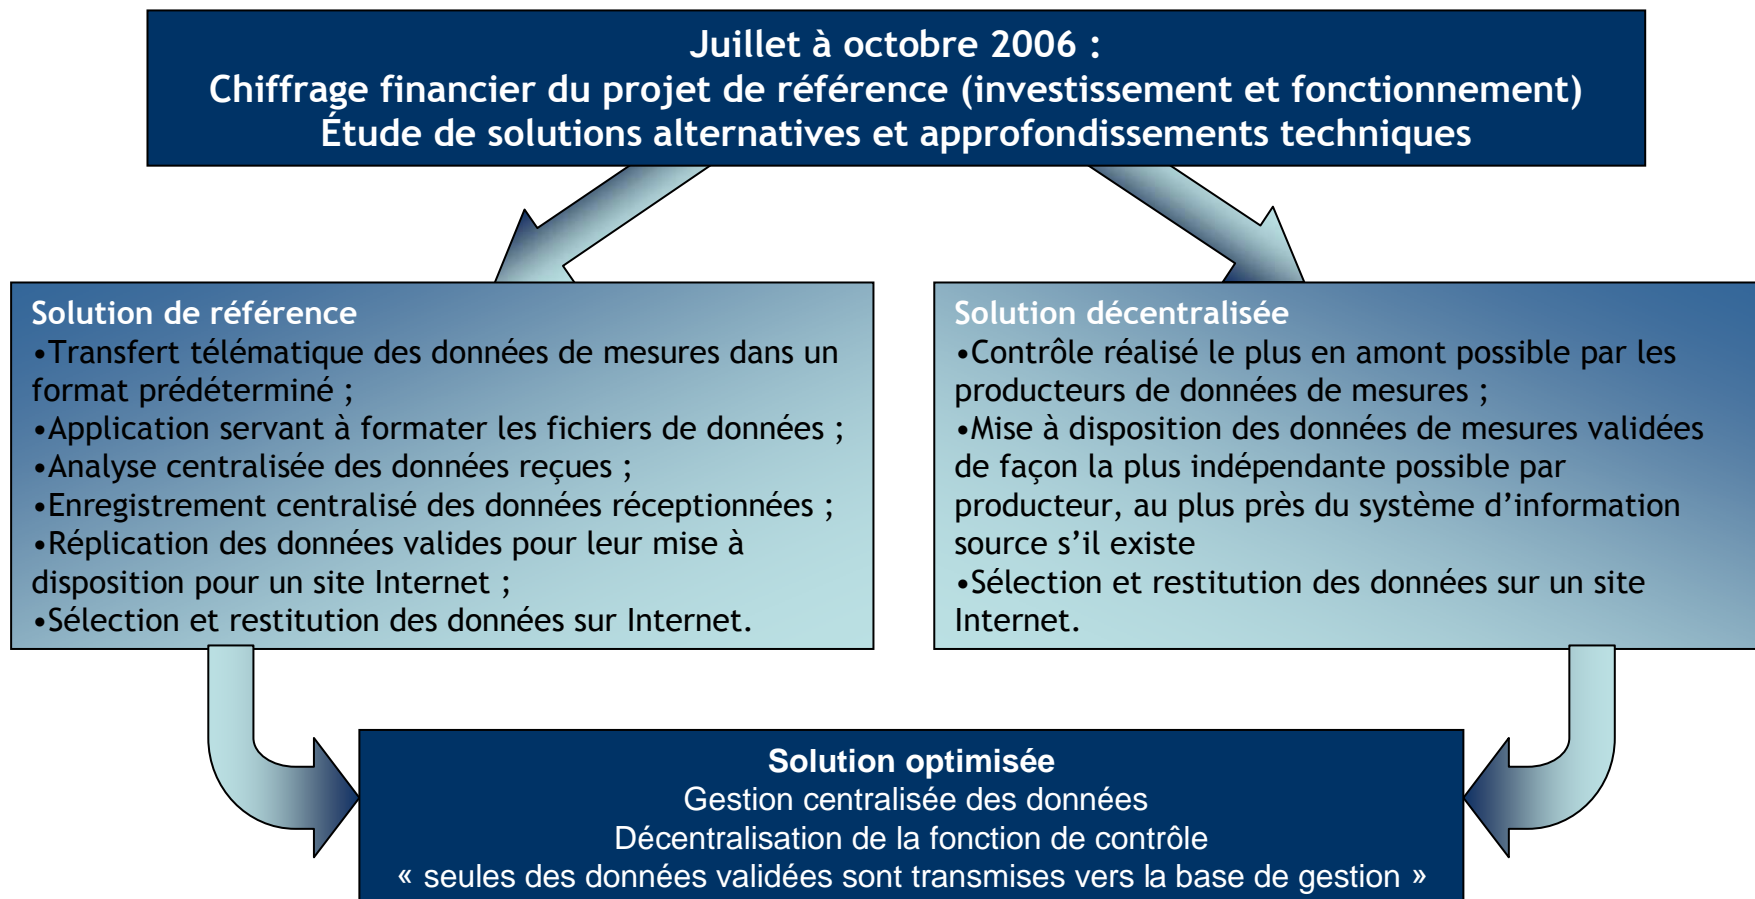 Juillet à octobre 2006 :
Chiffrage financier du projet de référence (investissement et fonctionnement)
Étude de solutions alternatives et approfondissements techniques
Solution de référence
•Transfert télématique des données de mesures dans un
format prédéterminé ;
•Application servant à formater les fichiers de données ;
•Analyse centralisée des données reçues ;
•Enregistrement centralisé des données réceptionnées ;
•Réplication des données valides pour leur mise à
disposition pour un site Internet ;
•Sélection et restitution des données sur Internet.
Solution décentralisée
•Contrôle réalisé le plus en amont possible par les
producteurs de données de mesures ;
•Mise à disposition des données de mesures validées
de façon la plus indépendante possible par
producteur, au plus près du système d’information
source s’il existe
•Sélection et restitution des données sur un site
Internet.
Solution optimisée
Gestion centralisée des données
Décentralisation de la fonction de contrôle
« seules des données validées sont transmises vers la base de gestion »